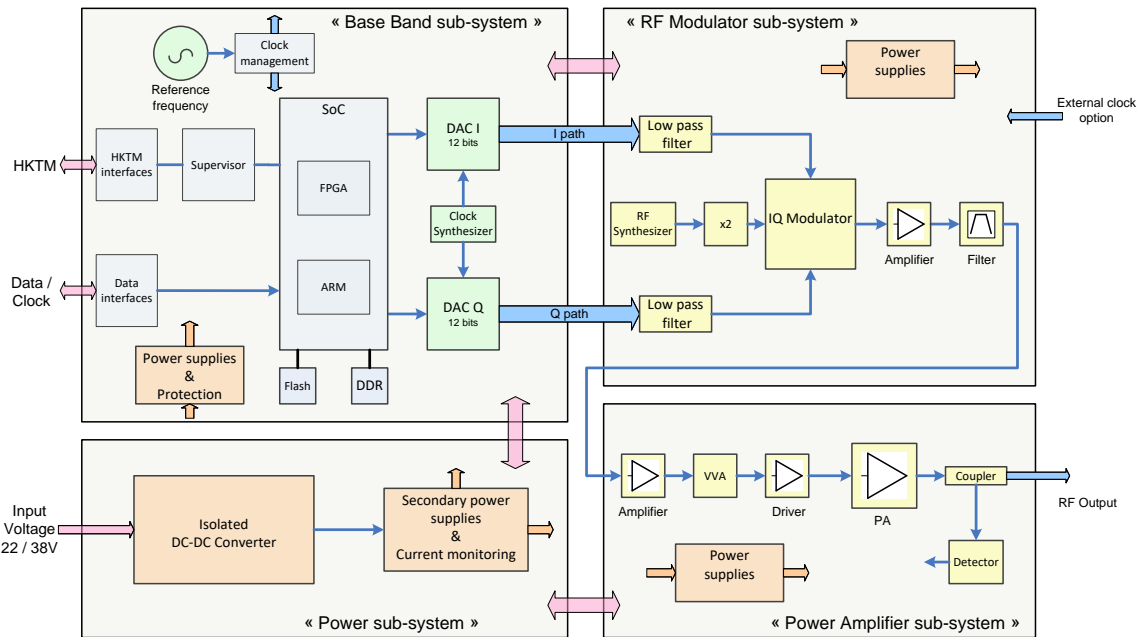 « Base Band sub-system »
Clock
management
Reference
frequency
SoC
DAC I
12 bits
HKTM
HKTM
interfaces
Supervisor
FPGA
Clock
Synthesizer
Data /
Clock
Data
interfaces
ARM
DAC Q
12 bits
Power supplies
&
Protection
Flash
DDR
I path
Q path
« RF Modulator sub-system »
Power
supplies
External clock
option
Low pass
filter
RF
Synthesizer
x2
IQ Modulator
Amplifier
Filter
Low pass
filter
Input
Voltage
22 / 38V
Isolated
DC-DC Converter
Secondary power
supplies
&
Current monitoring
« Power sub-system »
Amplifier
VVA
Driver
PA
Coupler
RF Output
Detector
Power
supplies
« Power Amplifier sub-system »